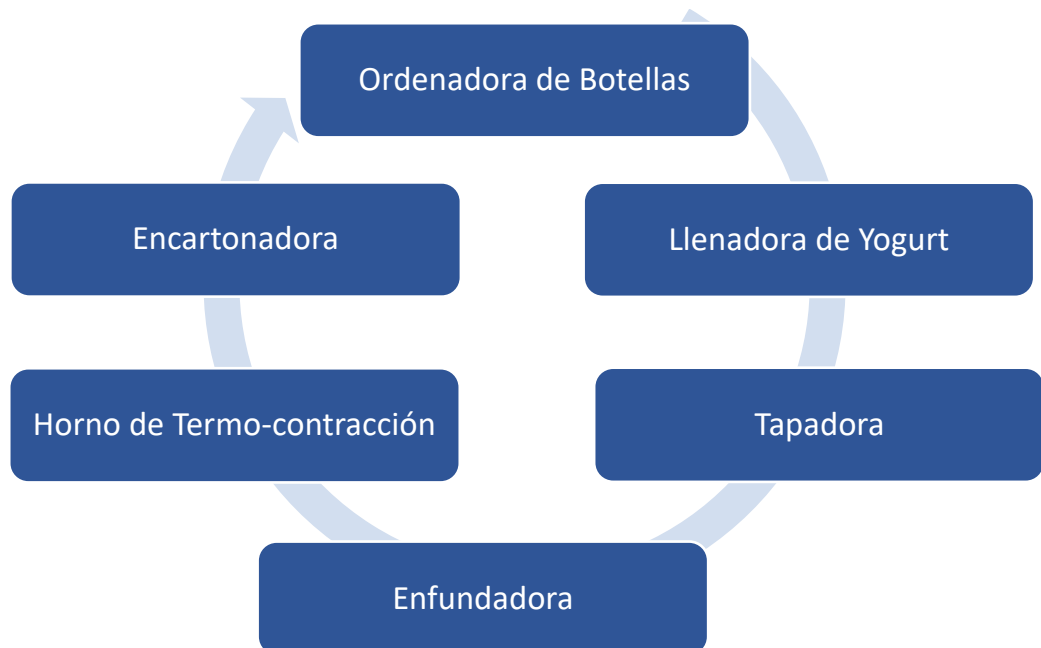 Ordenadora de Botellas
Llenadora de Yogurt
Tapadora
Enfundadora
Horno de Termo-contracción
Encartonadora